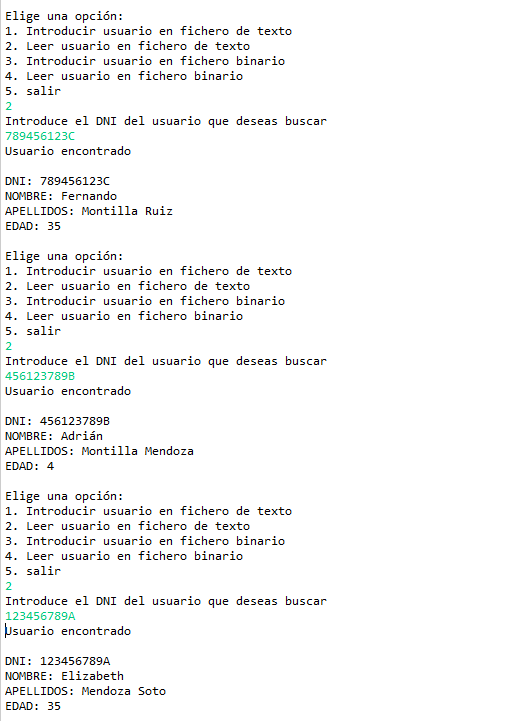 Elige una opción:
1. Introducir usuario en fichero de texto
2. Leer usuario en fichero de texto
3. Introducir usuario en fichero binario
4. Leer usuario en fichero binario
5. salir
2
Introduce el DNI del usuario que deseas buscar
789456123C
Usuario encontrado
DNI: 789456123C
NOMBRE: Fernando
APELLIDOS: Montilla Ruiz
EDAD: 35
Elige una opción:
1. Introducir usuario en fichero de texto
2. Leer usuario en fichero de texto
3. Introducir usuario en fichero binario
4. Leer usuario en fichero binario
5. salir
2
Introduce el DNI del usuario que deseas buscar
456123789B
Usuario encontrado
DNI: 456123789B
NOMBRE: Adrián
APELLIDOS: Montilla Mendoza
EDAD: 4
Elige una opción:
1. Introducir usuario en fichero de texto
2. Leer usuario en fichero de texto
3. Introducir usuario en fichero binario
4. Leer usuario en fichero binario
5. salir
2
Introduce el DNI del usuario que deseas buscar
123456789A
Usuario encontrado
DNI: 123456789A
NOMBRE: Elizabeth
APELLIDOS: Mendoza Soto
EDAD: 35